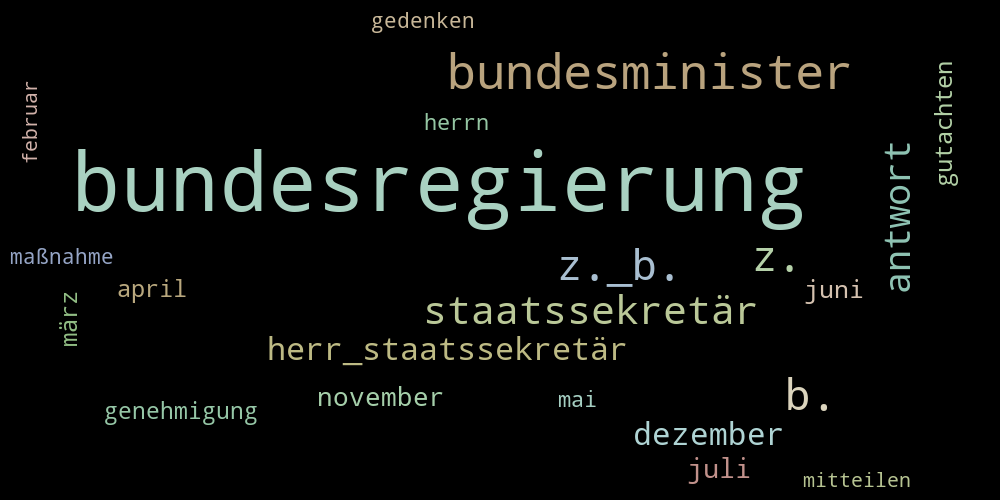 gedenken
bundesminister
februar
gutachten
herrn
bundesregierung
antwort
maßnahme
z._b.
z.
april
juni
märz
staatssekretär
herr_staatssekretär
november
mai
b.
genehmigung
dezember
juli
mitteilen